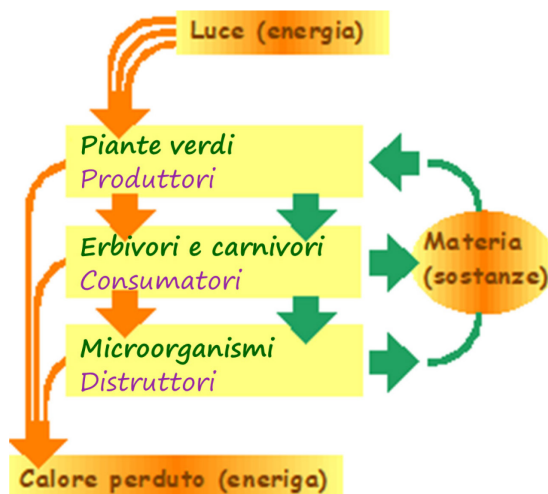 Luce (energia)
Piante verdi
Produttori
Erbivori e carnivori
Consumatori
Materia
(sostanze)
Microorganismi
Distruttori
Calore perduto (eneriga)